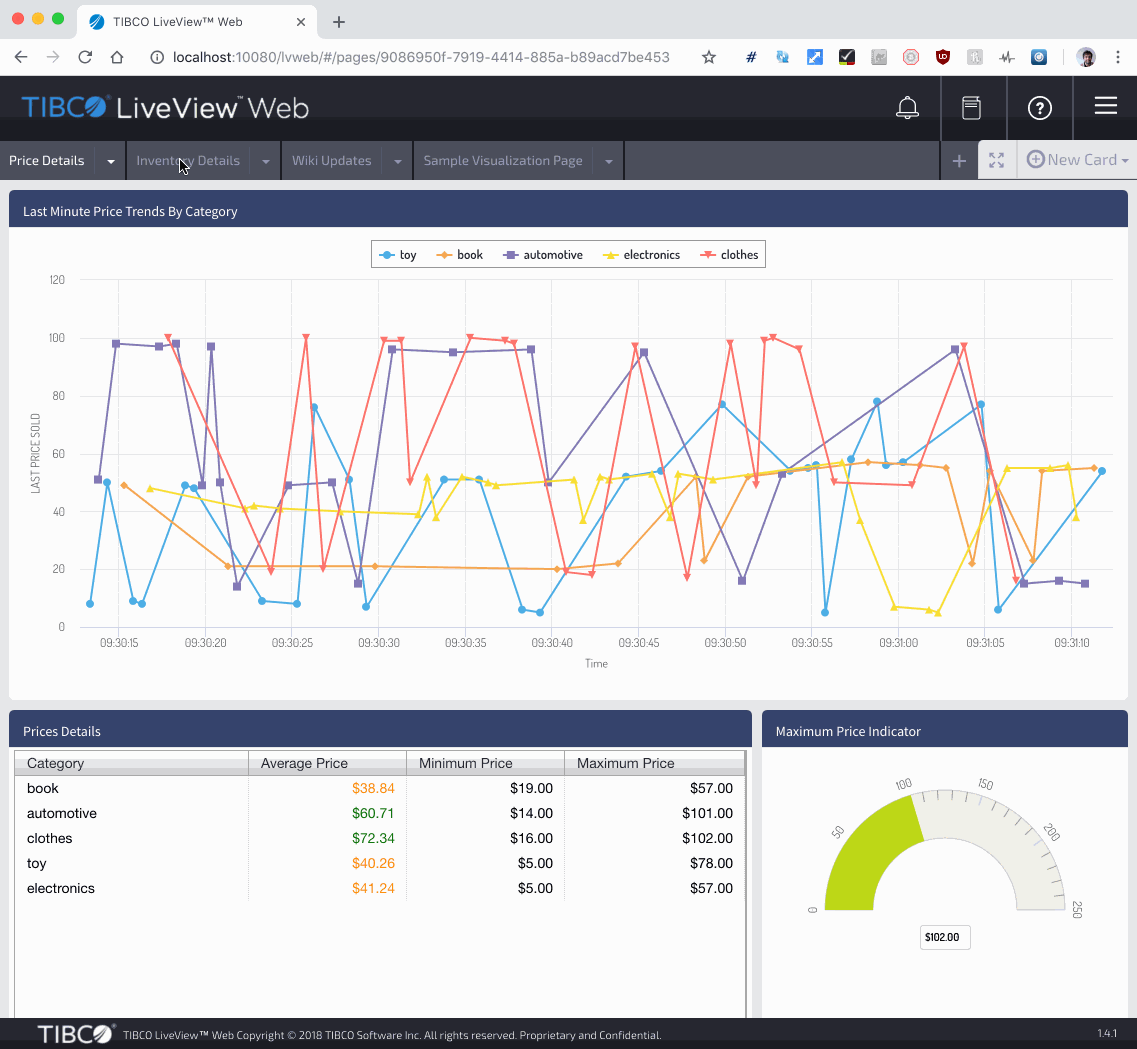 TIBCO LiveView™ Web
localhost:10080/lvweb/#/pages/9086950f-7919-4414-885a-b89acd7be453
TIBCO LiveView™ Web
Price Details
Inventory Details
Wiki Updates
Sample Visualization Page
New Card
Last Minute Price Trends By Category
toy book automotive electronics clothes
120
100
80
60
40
20
0
LAST PRICE SOLD
09:30:15 09:30:20 09:30:25 09:30:30 09:30:35 09:30:40 09:30:45 09:30:50 09:30:55 09:31:00 09:31:05 09:31:10
Time
Prices Details
Category Average Price Minimum Price Maximum Price
book $38.84 $19.00 $57.00
automotive $60.71 $14.00 $101.00
clothes $72.34 $16.00 $102.00
toy $40.26 $5.00 $78.00
electronics $41.24 $5.00 $57.00
Maximum Price Indicator
0
50
100
150
200
250
$102.00
TIBCO® TIBCO LiveView™ Web Copyright © 2018 TIBCO Software Inc. All rights reserved. Proprietary and Confidential.
1.4.1